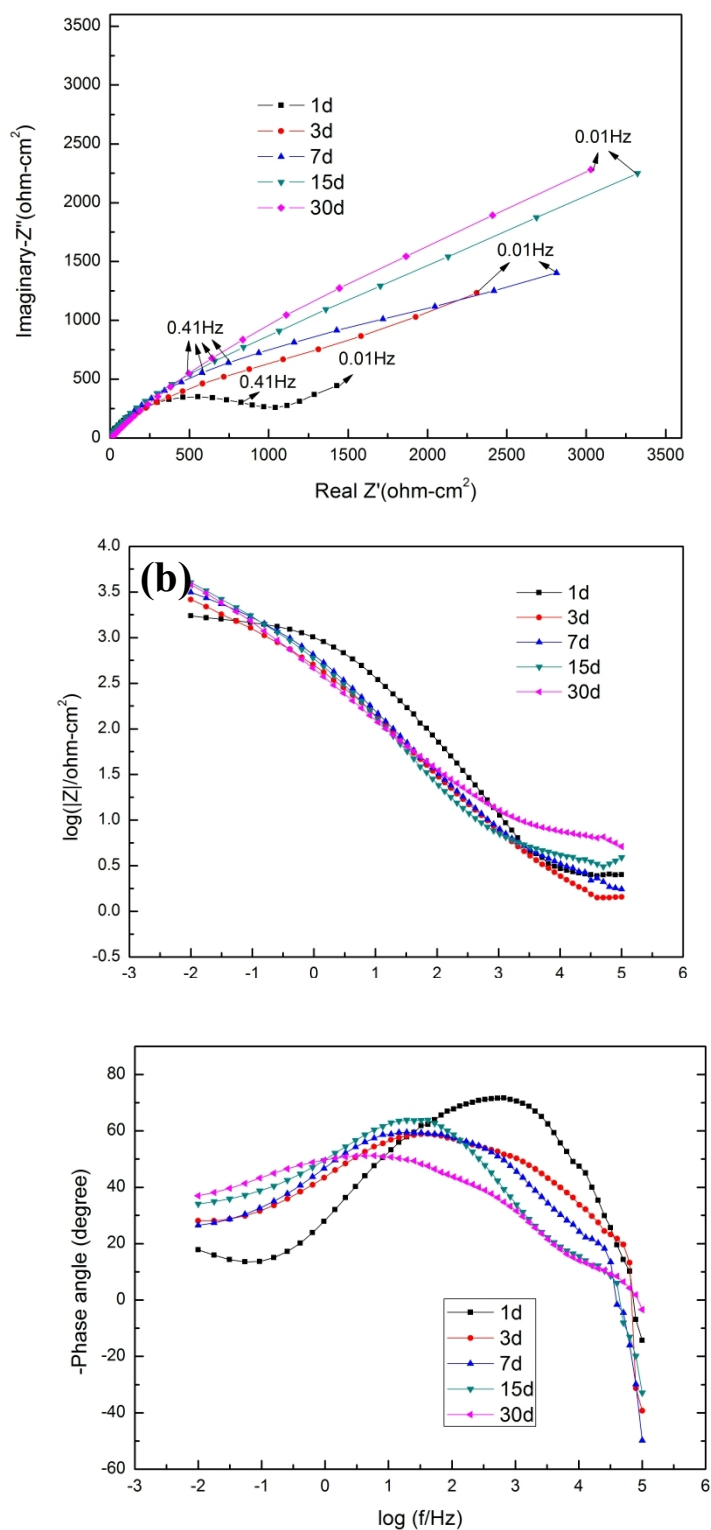 3500
3000
2500
2000
1500
1000
500
0
Imaginary-Z"(ohm-cm²)
1d
3d
7d
15d
30d
0.01Hz
0.01Hz
0.41Hz
0.41Hz
0.01Hz
0 500 1000 1500 2000 2500 3000 3500
Real Z'(ohm-cm²)
(b)
4.0
3.5
3.0
2.5
2.0
1.5
1.0
0.5
0.0
-0.5
log(|Z|/ohm-cm²)
1d
3d
7d
15d
30d
-3 -2 -1 0 1 2 3 4 5 6
80
60
40
20
0
-20
-40
-60
-Phase angle (degree)
1d
3d
7d
15d
30d
-3 -2 -1 0 1 2 3 4 5 6
log (f/Hz)